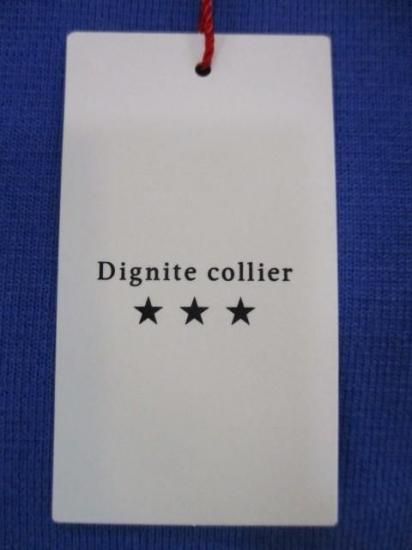 Dignite collier
★ ★ ★